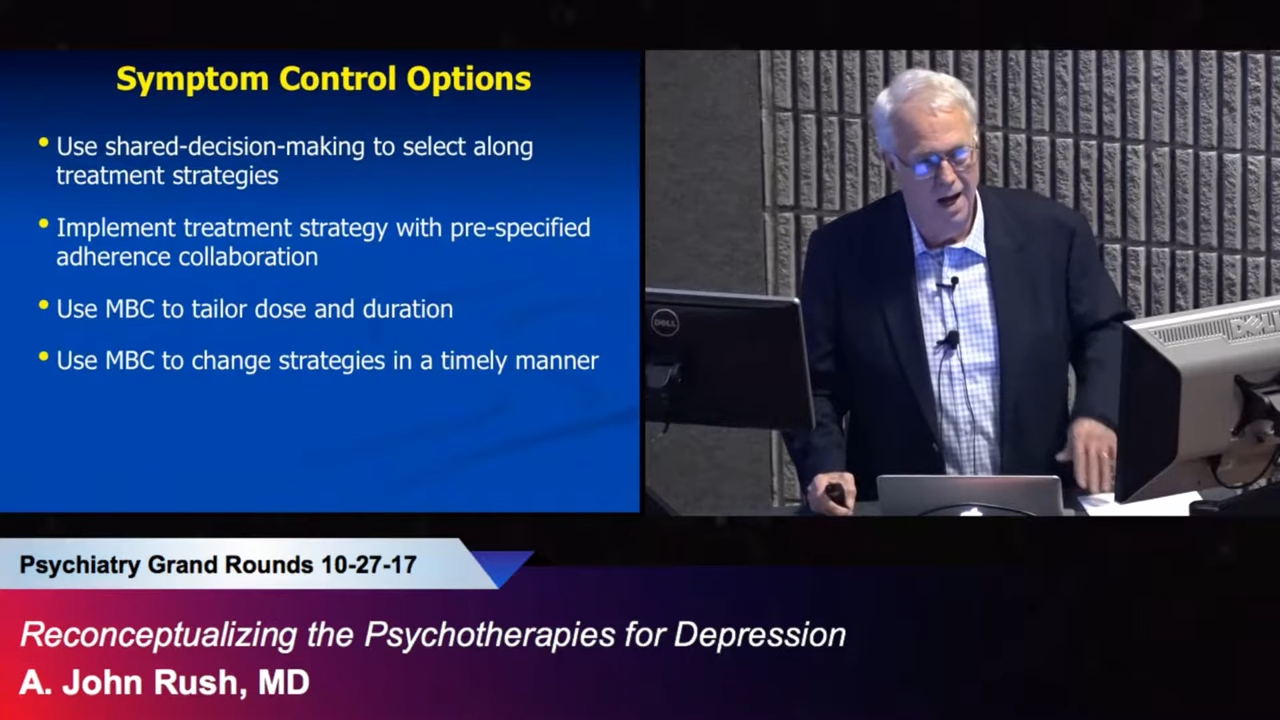 Symptom Control Options
• Use shared-decision-making to select along
treatment strategies
• Implement treatment strategy with pre-specified
adherence collaboration
• Use MBC to tailor dose and duration
• Use MBC to change strategies in a timely manner
DELL
DELL
Psychiatry Grand Rounds 10-27-17
Reconceptualizing the Psychotherapies for Depression
A. John Rush, MD